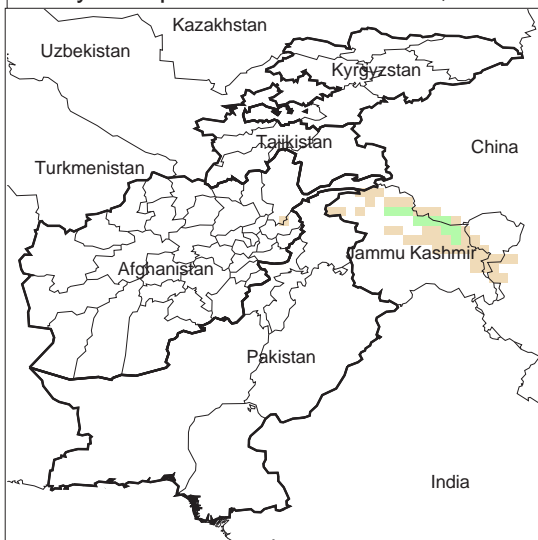 Kazakhstan
Uzbekistan
Kyrgyzstan
Tajikistan
China
Turkmenistan
Jammu Kashmir
Afghanistan
Pakistan
India